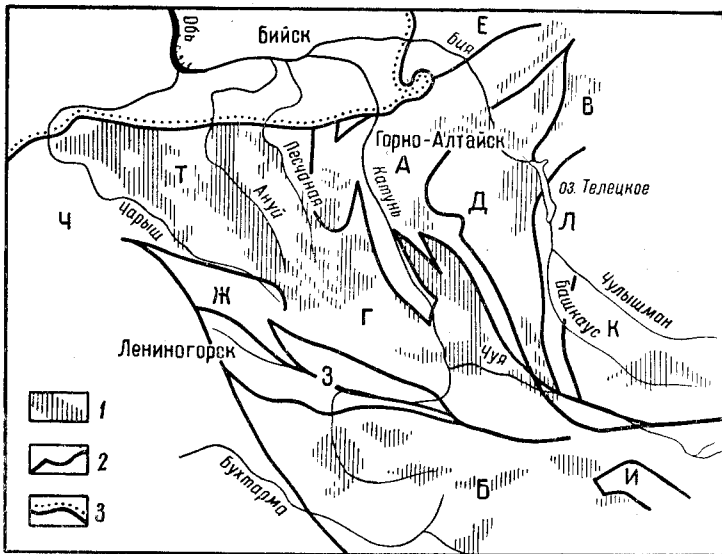 Обь
Бийск
Бия
Е
В
Горно-Алтайск
А
Т
Песчаная
Ануй
Катунь
оз. Телецкое
Д
Л
Ч
Чарыш
Чулышман
Башкаус
К
Ж
Г
Лениногорск
З
Чуя
1
2
3
Бухтарма
Б
И